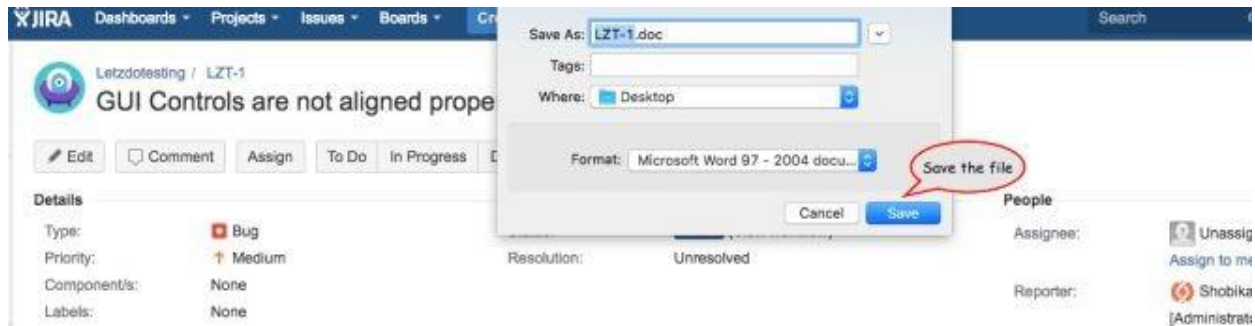 JIRA Dashboards Projects Issues Boards Search
Save As: LZT-1.doc
Tags:
Where: Desktop
Format: Microsoft Word 97 - 2004 docu...
Save the file
Cancel Save
Letzdotesting / LZT-1
GUI Controls are not aligned prope
Edit Comment Assign To Do In Progress
Details
Type: Bug
Priority: Medium
Component/s: None
Labels: None
Resolution: Unresolved
People
Assignee: Unassig
Assign to me
Reporter: Shobika
[Administrat